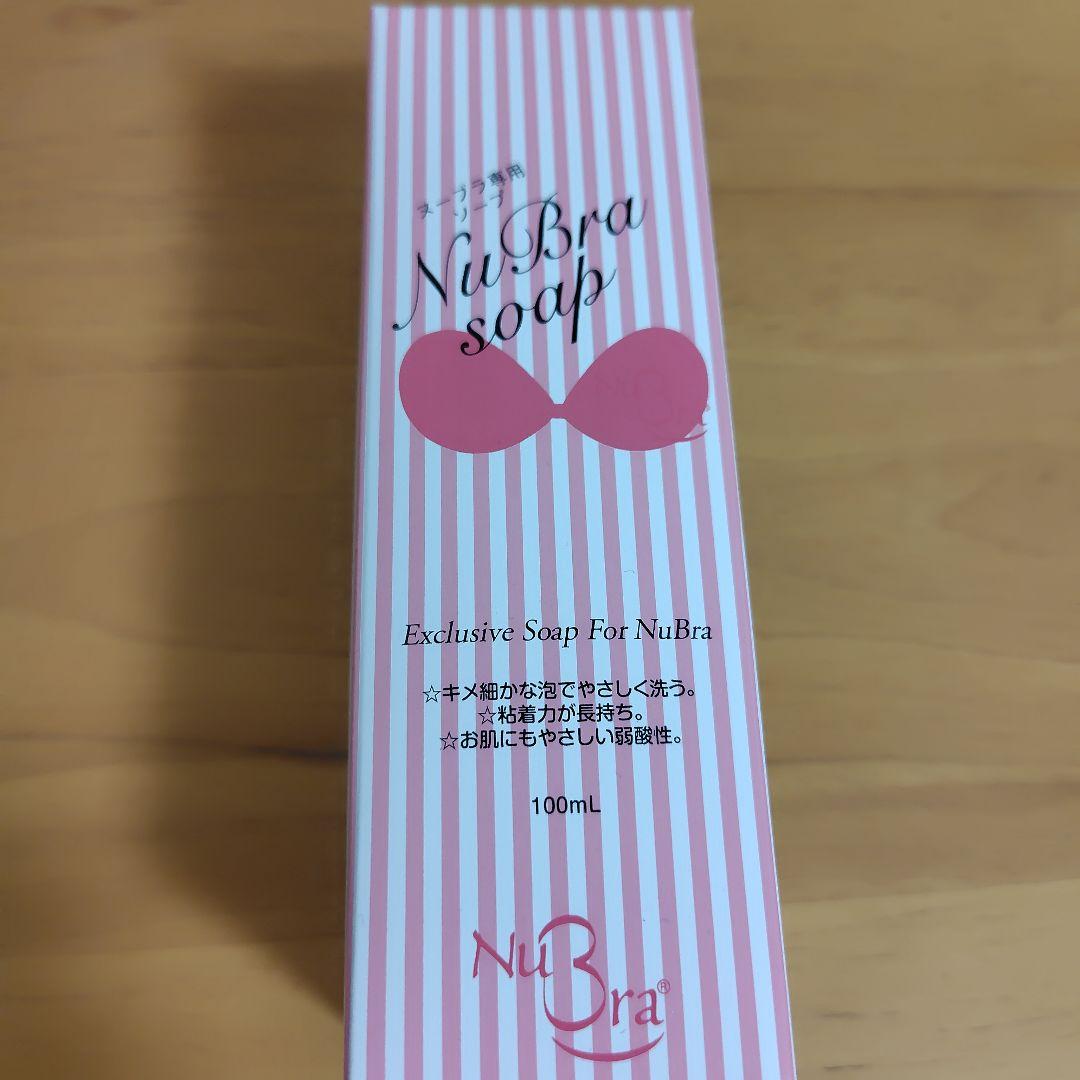 ヌーブラ専用
ソープ
NuBra
soap
NuBra
Exclusive Soap For NuBra
☆キメ細かな泡でやさしく洗う。
☆粘着力が長持ち。
☆お肌にもやさしい弱酸性。
100mL
NuBra®